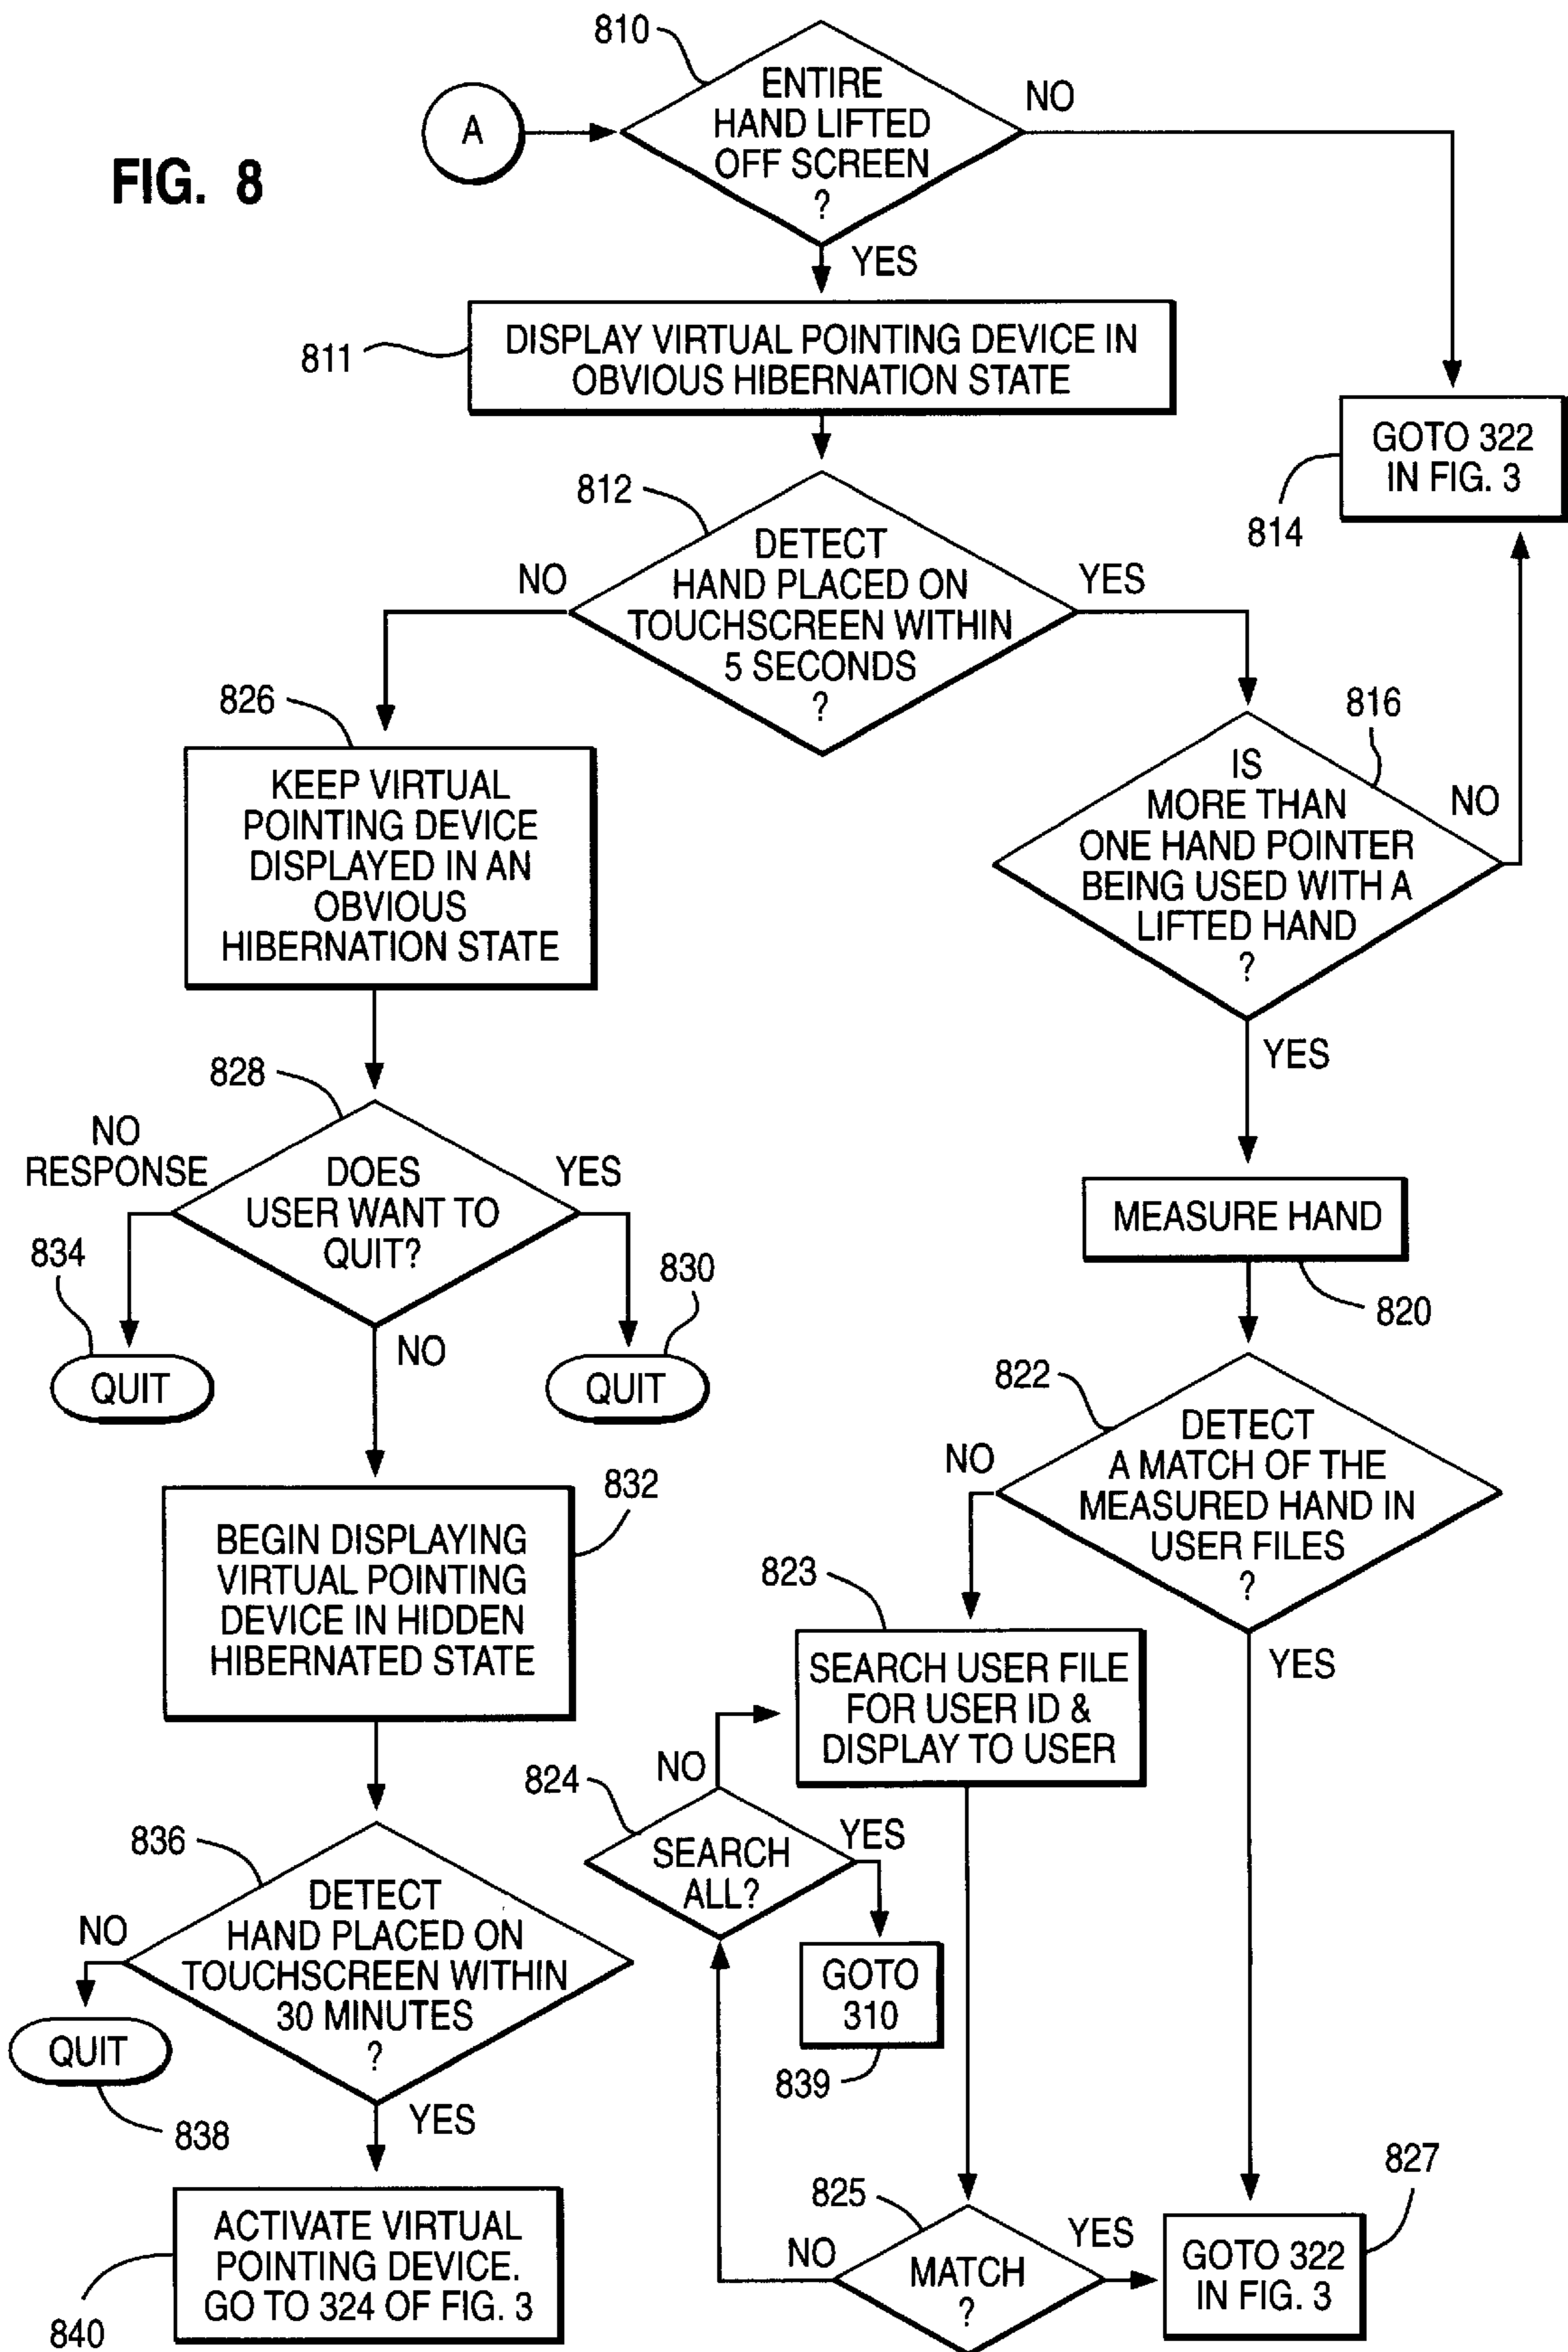 810
ENTIRE
HAND LIFTED
OFF SCREEN
?
NO
A
FIG. 8
YES
811
DISPLAY VIRTUAL POINTING DEVICE IN
OBVIOUS HIBERNATION STATE
GOTO 322
IN FIG. 3
814
812
DETECT
HAND PLACED ON
TOUCHSCREEN WITHIN
5 SECONDS
?
NO
YES
826
KEEP VIRTUAL
POINTING DEVICE
DISPLAYED IN AN
OBVIOUS
HIBERNATION STATE
816
IS
MORE THAN
ONE HAND POINTER
BEING USED WITH A
LIFTED HAND
?
NO
YES
828
NO
RESPONSE
DOES
USER WANT TO
QUIT?
YES
834
830
QUIT
NO
QUIT
MEASURE HAND
820
822
DETECT
A MATCH OF THE
MEASURED HAND IN
USER FILES
?
NO
YES
832
BEGIN DISPLAYING
VIRTUAL POINTING
DEVICE IN HIDDEN
HIBERNATED STATE
823
SEARCH USER FILE
FOR USER ID &
DISPLAY TO USER
824
NO
SEARCH
ALL?
YES
GOTO
310
839
836
DETECT
HAND PLACED ON
TOUCHSCREEN WITHIN
30 MINUTES
?
NO
QUIT
838
YES
ACTIVATE VIRTUAL
POINTING DEVICE.
GO TO 324 OF FIG. 3
840
825
NO
MATCH
?
YES
GOTO 322
IN FIG. 3
827